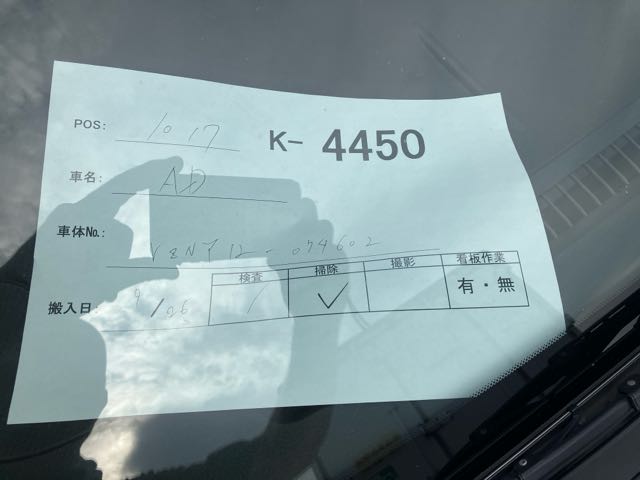 POS: 1017 K- 4450
車名: AD
車体No.: VZNY12-074602
検査 掃除 撮影 看板作業
搬入日 9/06 / ✓ 有・無